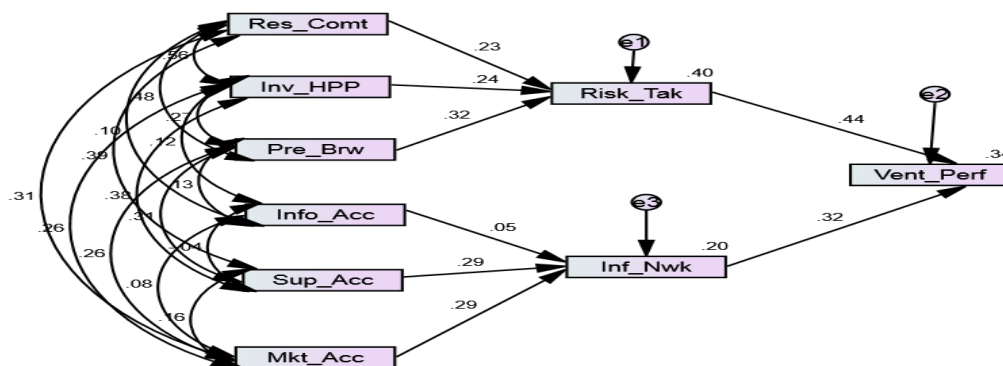 Res_Comt
.23
e1
.56
.40
Inv_HPP
.24
Risk_Tak
e2
.48
.27
.32
.44
.10
.12
.39
Pre_Brw
.34
Vent_Perf
.13
.31
.38
.31
Info_Acc
e3
.05
.32
.26
.26
.04
.20
.29
Inf_Nwk
.08
Sup_Acc
.29
.16
Mkt_Acc